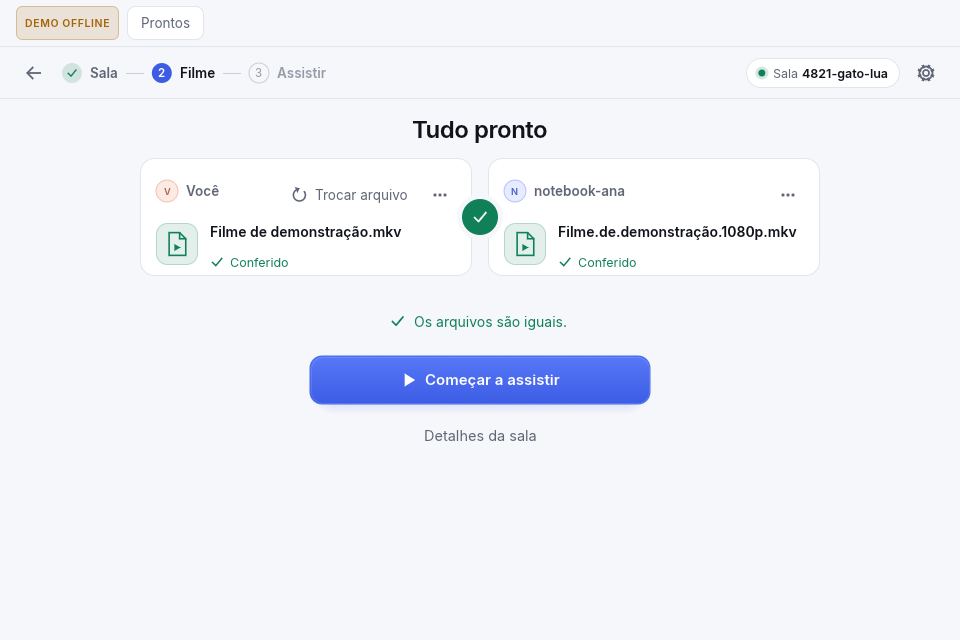 DEMO OFFLINE
Prontos
Sala
2
Filme
3
Assistir
Sala 4821-gato-lua
Tudo pronto
V
Você
Trocar arquivo
Filme de demonstração.mkv
Conferido
N
notebook-ana
Filme.de.demonstração.1080p.mkv
Conferido
Os arquivos são iguais.
Começar a assistir
Detalhes da sala